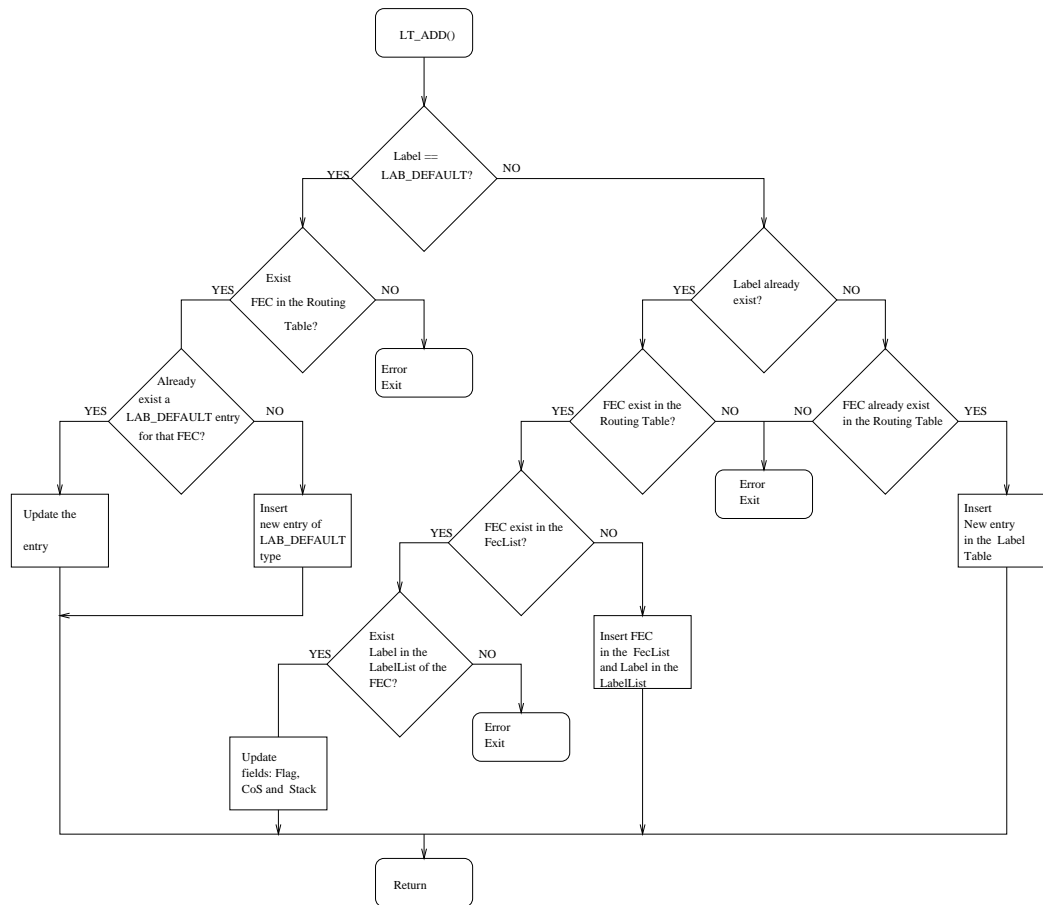 LT_ADD()
Label ==
LAB_DEFAULT?
YES
NO
Exist
FEC in the Routing
Table?
YES
NO
Label already
exist?
YES
NO
Error
Exit
Already
exist a
LAB_DEFAULT entry
for that FEC?
YES
NO
FEC exist in the
Routing Table?
YES
NO
FEC already exist
in the Routing Table
NO
YES
Update the
entry
Insert
new entry of
LAB_DEFAULT
type
FEC exist in the
FecList?
YES
NO
Error
Exit
Insert
New entry
in the Label
Table
Exist
Label in the
LabelList of the
FEC?
YES
NO
Insert FEC
in the FecList
and Label in the
LabelList
Error
Exit
Update
fields: Flag,
CoS and Stack
Return